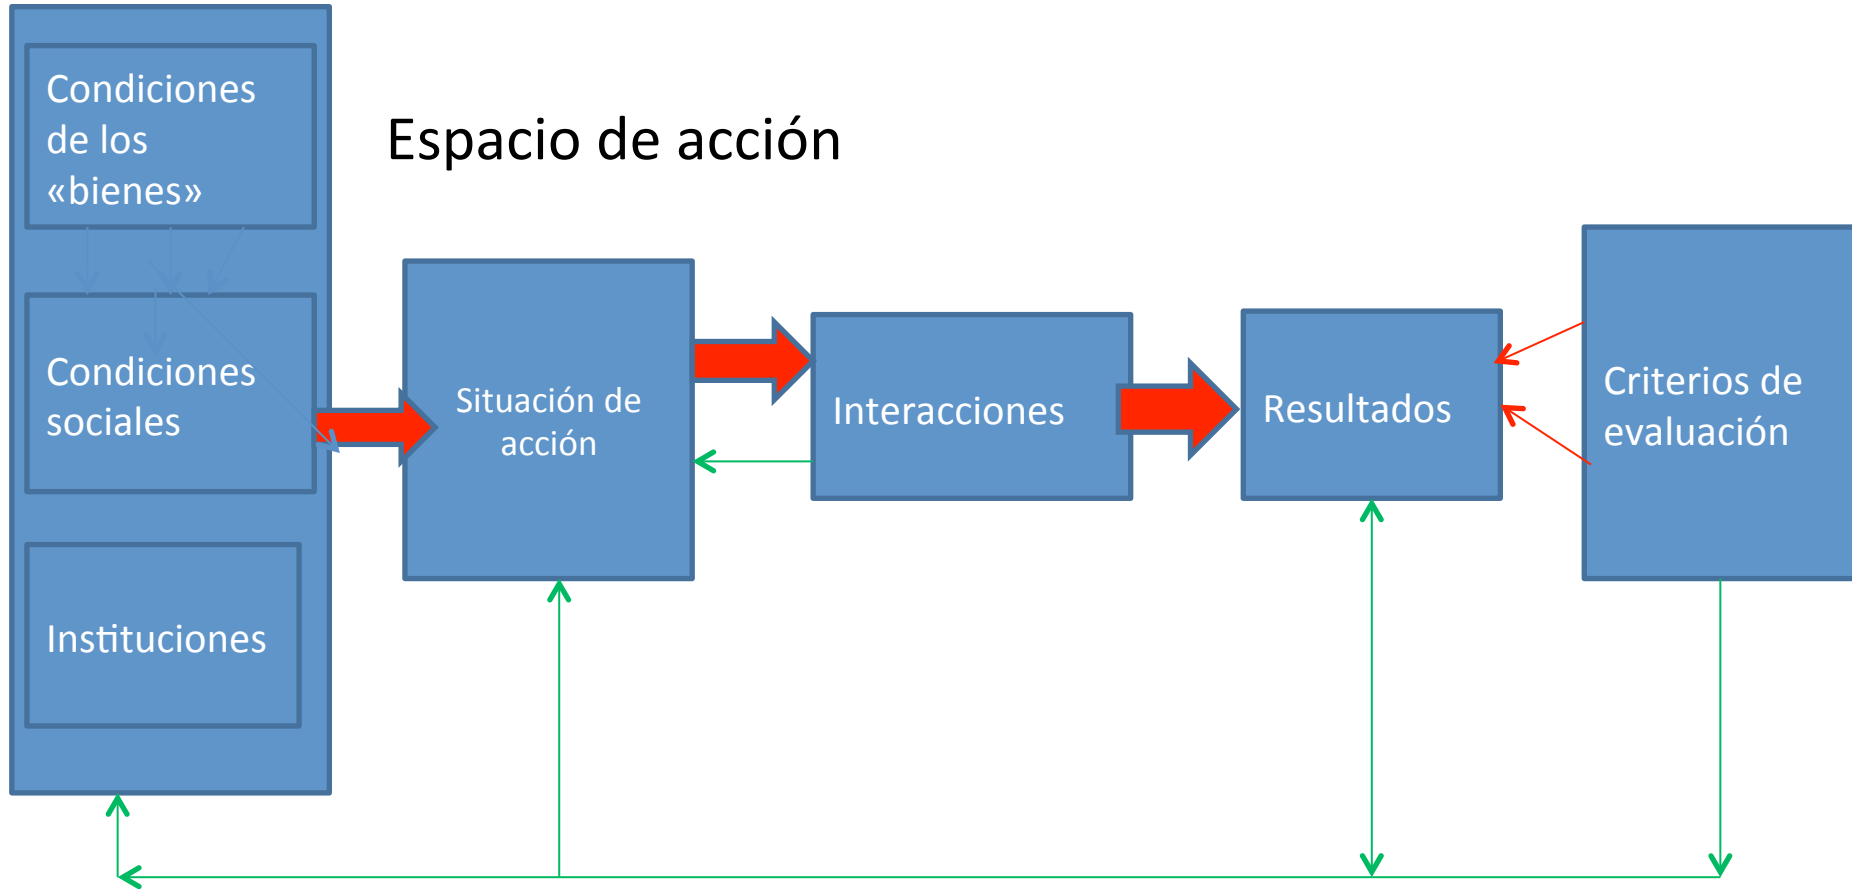 Condiciones
de los
«bienes»
Espacio de acción
Condiciones
sociales
Instituciones
Situación de
acción
Interacciones
Resultados
Criterios de
evaluación